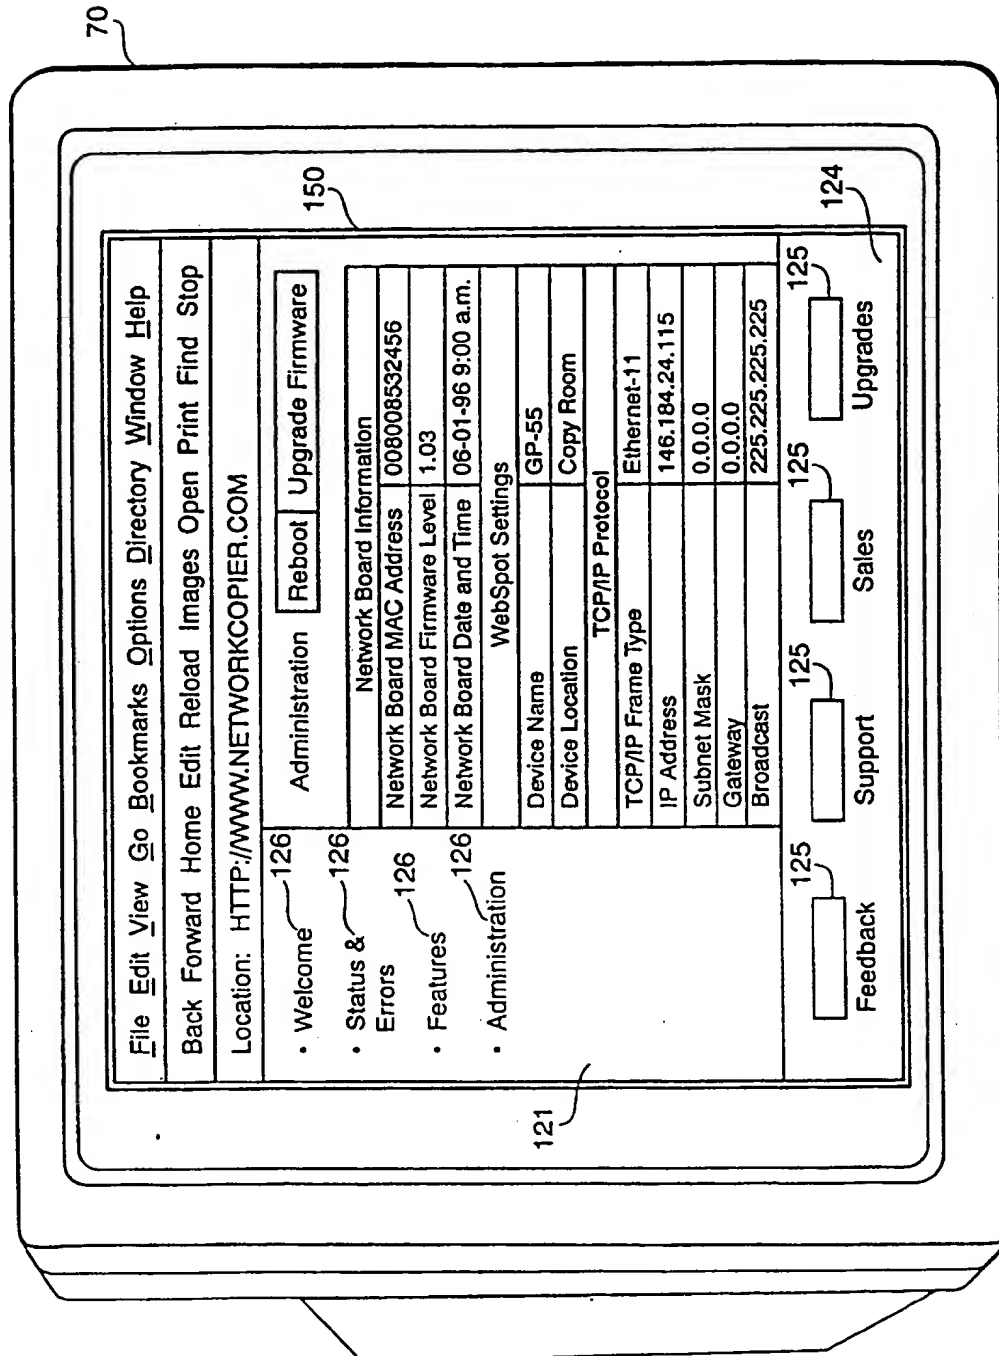 70
150
File Edit View Go Bookmarks Options Directory Window Help
Back Forward Home Edit Reload Images Open Print Find Stop
Location: HTTP://WWW.NETWORKCOPIER.COM
• Welcome 126
• Status & Errors 126
• Features 126
• Administration 126
121
Administration Reboot Upgrade Firmware
Network Board Information
Network Board MAC Address 008008532456
Network Board Firmware Level 1.03
Network Board Date and Time 06-01-96 9:00 a.m.
WebSpot Settings
Device Name GP-55
Device Location Copy Room
TCP/IP Protocol
TCP/IP Frame Type Ethernet-11
IP Address 146.184.24.115
Subnet Mask 0.0.0.0
Gateway 0.0.0.0
Broadcast 225.225.225.225
125 125 125 125
Feedback Support Sales Upgrades
124